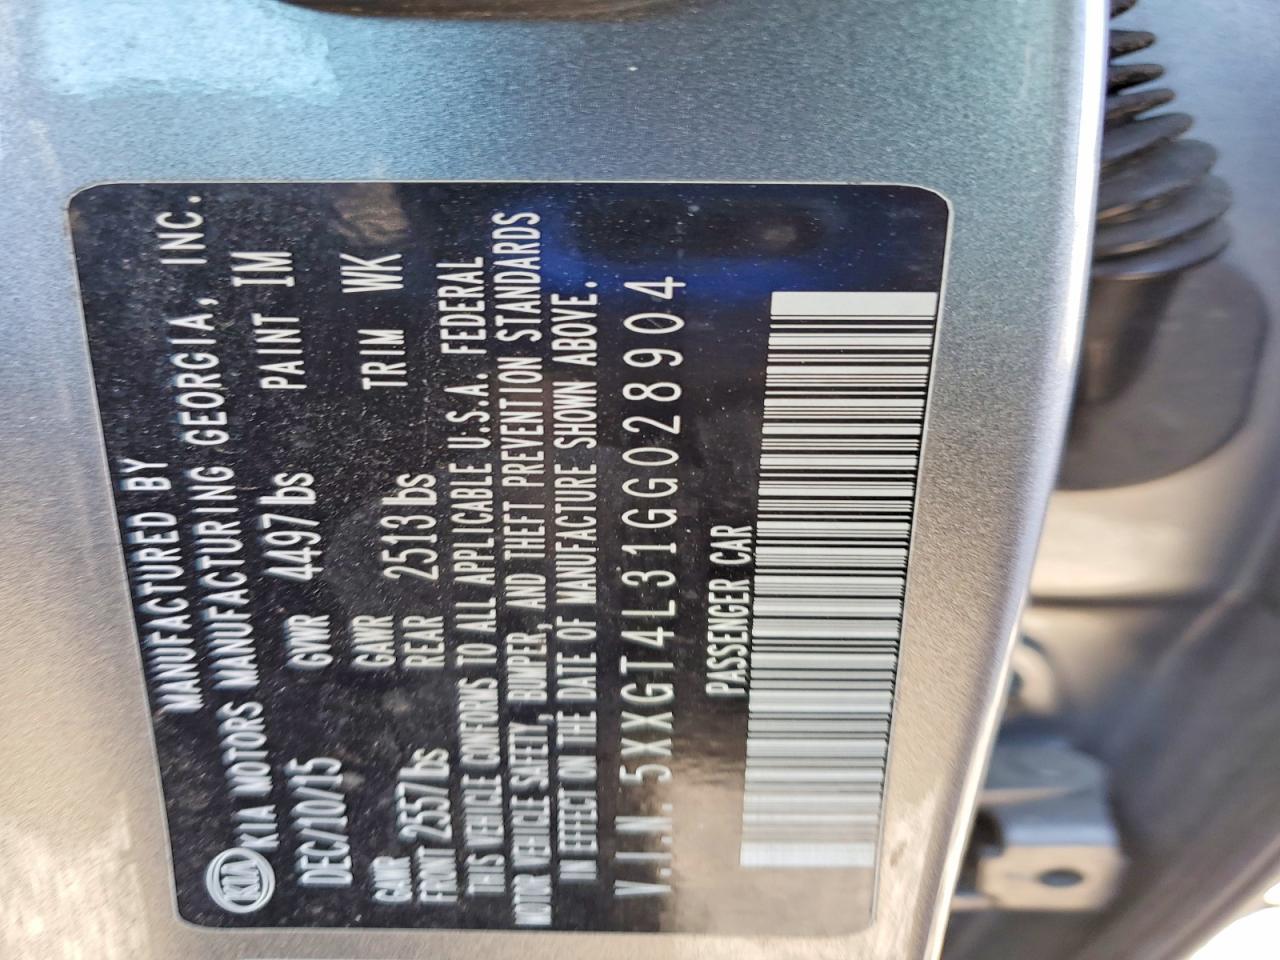 MANUFACTURED BY
KIA KIA MOTORS MANUFACTURING GEORGIA, INC.
DEC/10/15 GVWR 4497lbs PAINT IM
GAWR FRONT 2557lbs GAWR REAR 2513lbs TRIM WK
THIS VEHICLE CONFORMS TO ALL APPLICABLE U.S.A. FEDERAL
MOTOR VEHICLE SAFETY, BUMPER, AND THEFT PREVENTION STANDARDS
IN EFFECT ON THE DATE OF MANUFACTURE SHOWN ABOVE.
V.I.N. 5XXGT4L31GG028904
PASSENGER CAR